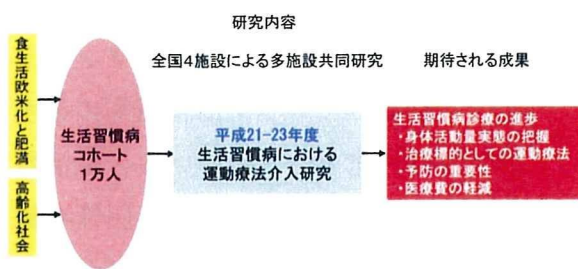 研究内容
全国4施設による多施設共同研究
期待される成果
食生活欧米化と肥満
高齢化社会
生活習慣病
コホート
1万人
平成21-23年度
生活習慣病における
運動療法介入研究
生活習慣病診療の進歩
・身体活動量実態の把握
・治療標的としての運動療法
・予防の重要性
・医療費の軽減